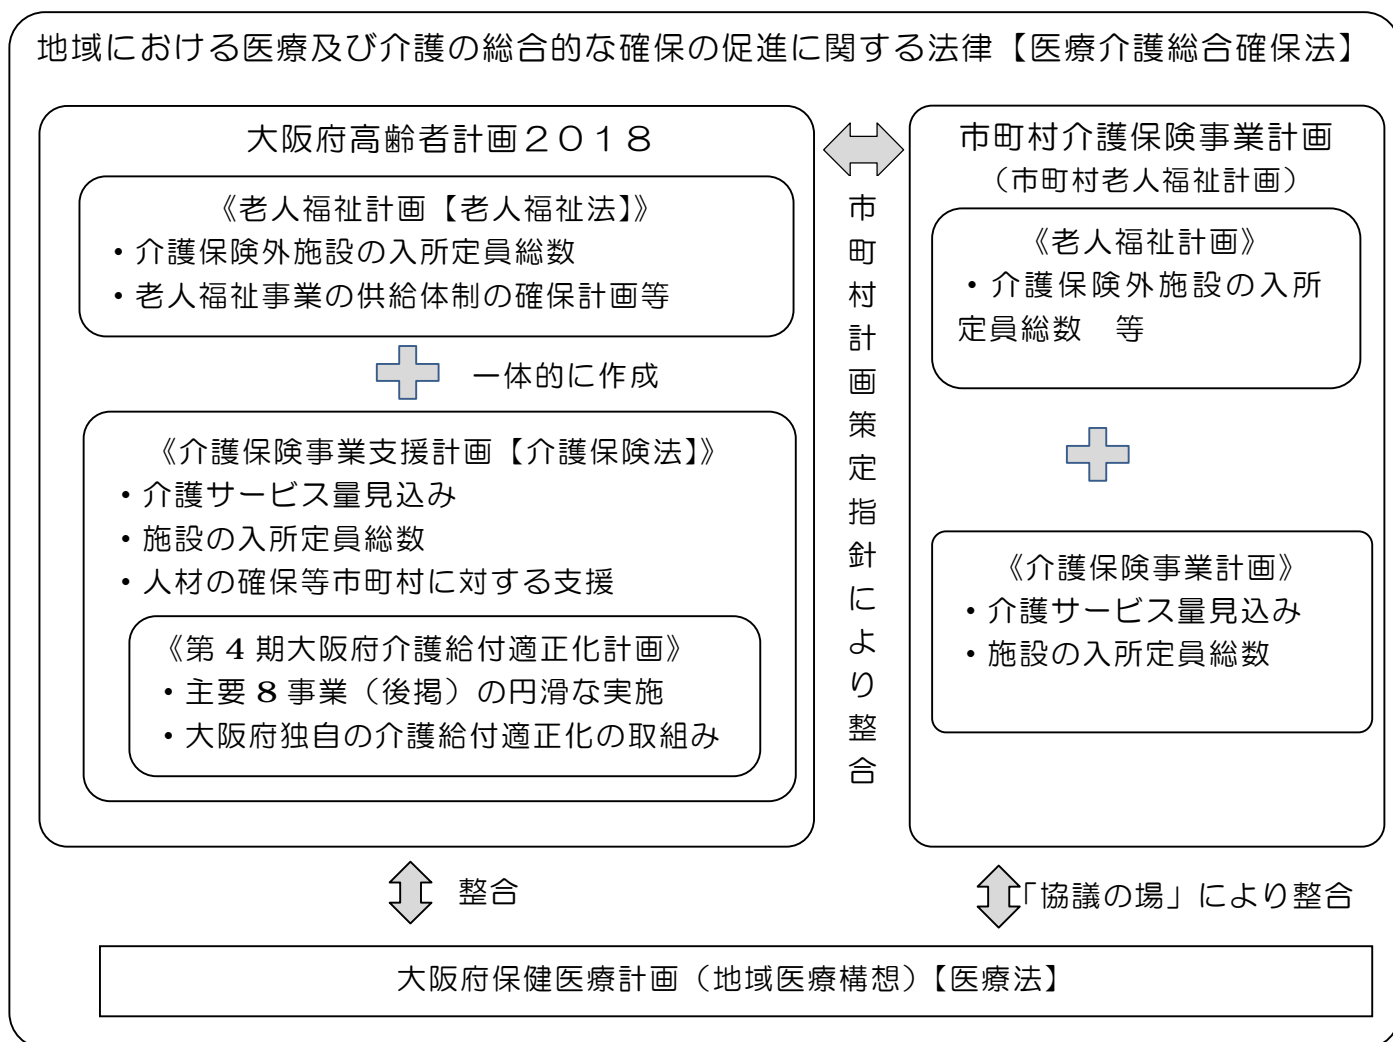 地域における医療及び介護の総合的な確保の促進に関する法律【医療介護総合確保法】
大阪府高齢者計画２０１８
《老人福祉計画【老人福祉法】》
・介護保険外施設の入所定員総数
・老人福祉事業の供給体制の確保計画等
一体的に作成
《介護保険事業支援計画【介護保険法】》
・介護サービス量見込み
・施設の入所定員総数
・人材の確保等市町村に対する支援
《第 4 期大阪府介護給付適正化計画》
・主要 8 事業（後掲）の円滑な実施
・大阪府独自の介護給付適正化の取組み
市町村計画策定指針により整合
市町村介護保険事業計画
（市町村老人福祉計画）
《老人福祉計画》
・介護保険外施設の入所
定員総数　等
《介護保険事業計画》
・介護サービス量見込み
・施設の入所定員総数
整合
「協議の場」により整合
大阪府保健医療計画（地域医療構想）【医療法】